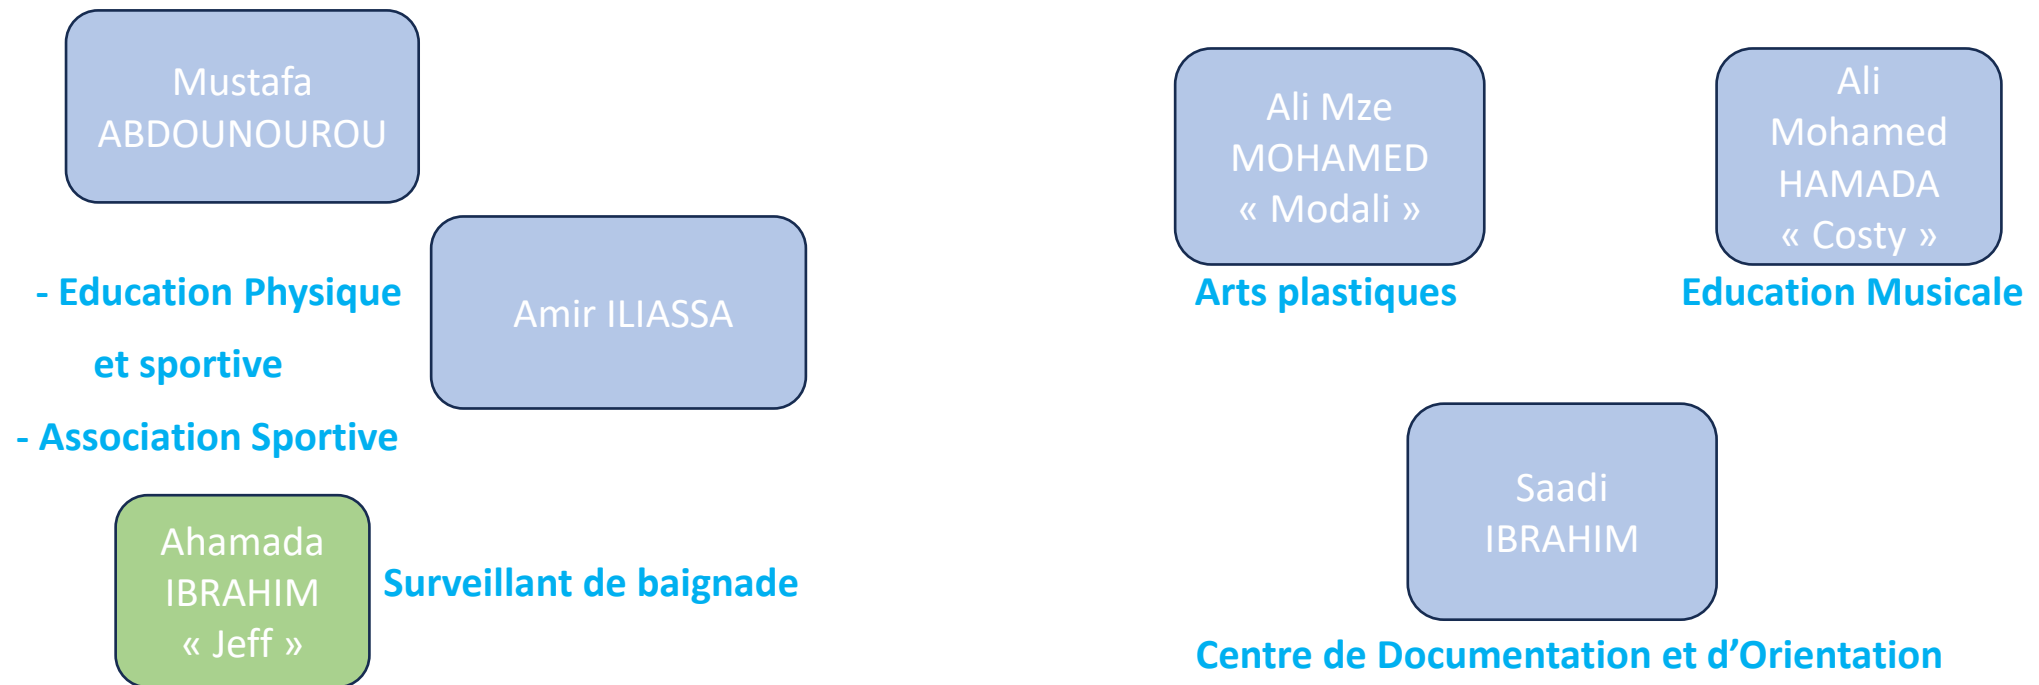 Mustafa
ABDOUNOUROU
Amir ILIASSA
- Education Physique
et sportive
- Association Sportive
Ahamada
IBRAHIM
« Jeff »
Surveillant de baignade
Ali Mze
MOHAMED
« Modali »
Arts plastiques
Ali
Mohamed
HAMADA
« Costy »
Education Musicale
Saadi
IBRAHIM
Centre de Documentation et d’Orientation